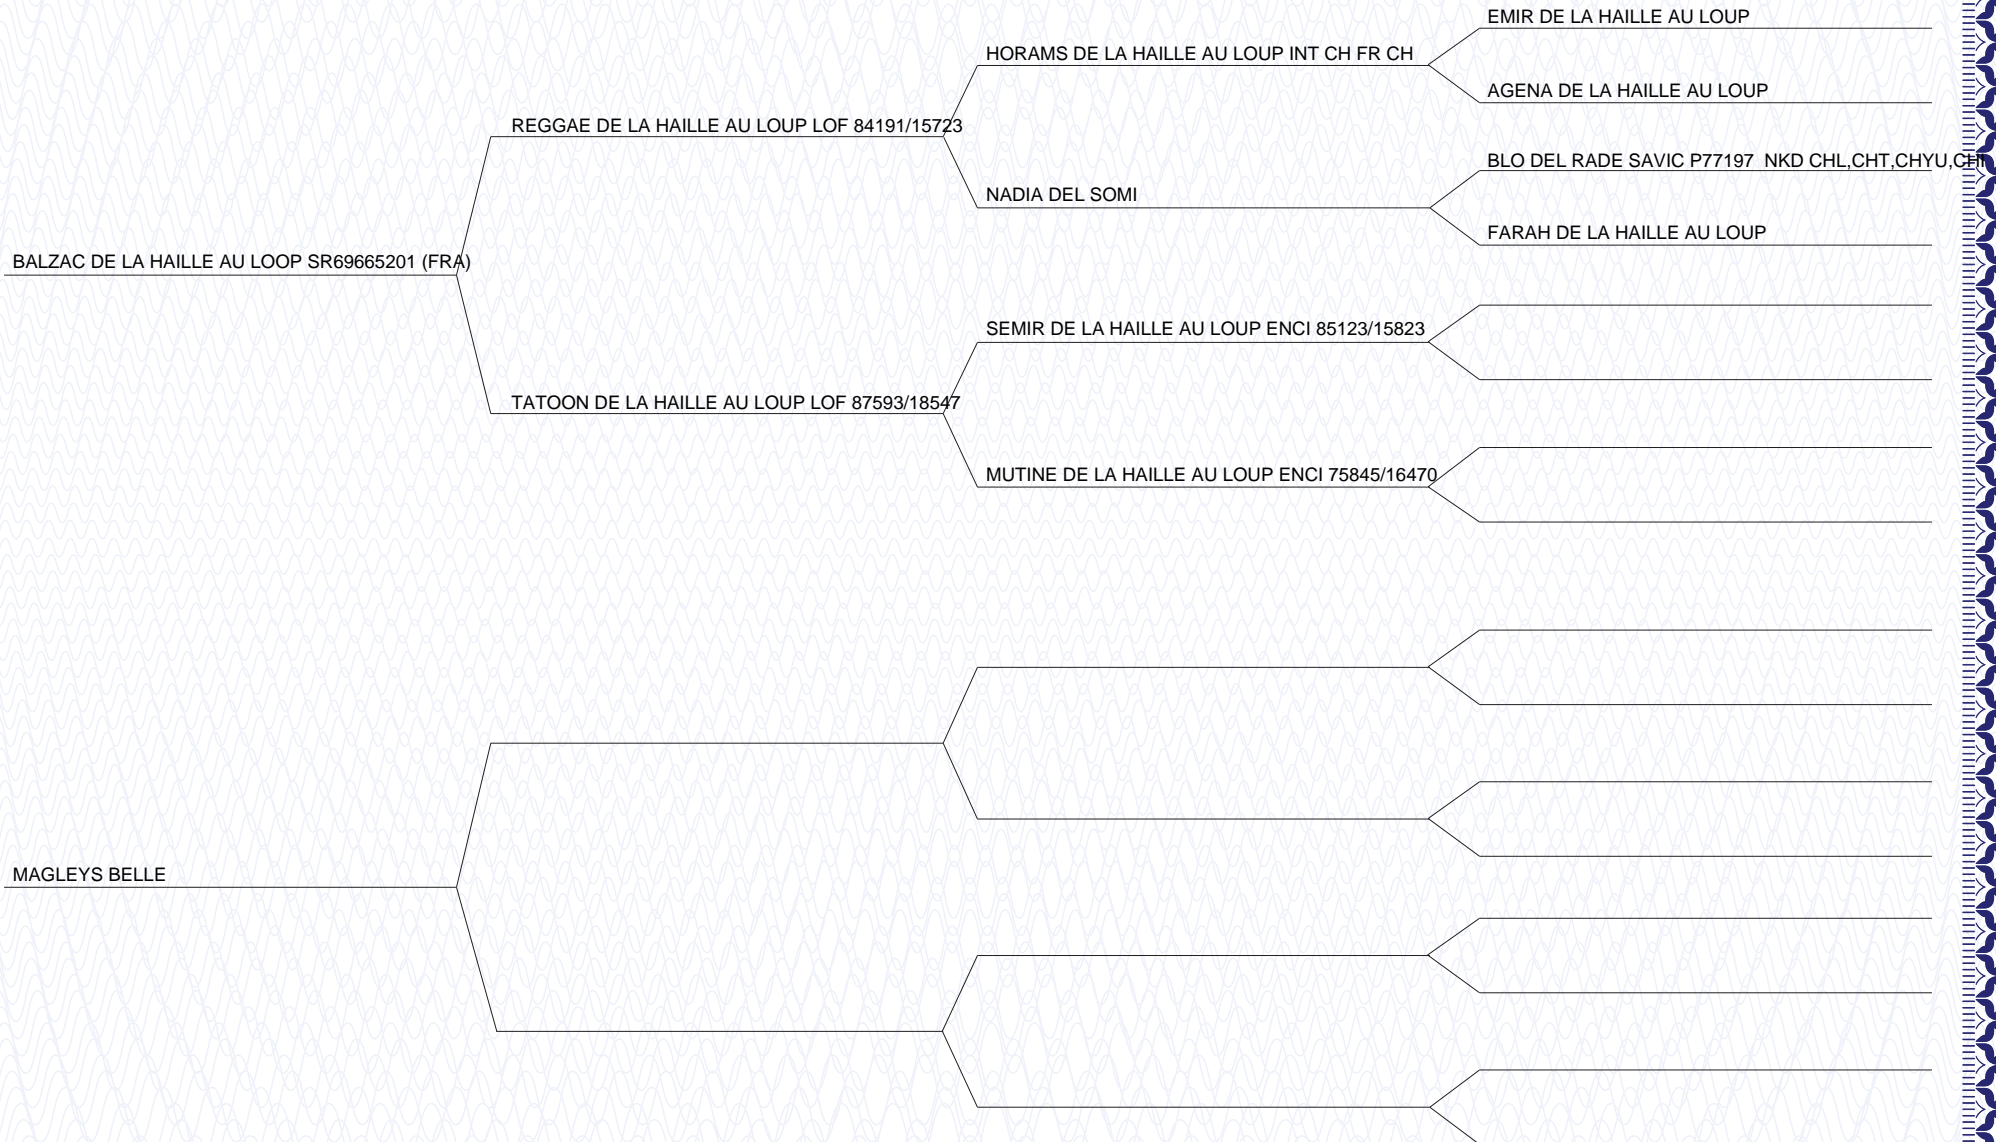 EMIR DE LA HAILLE AU LOUP
HORAMS DE LA HAILLE AU LOUP INT CH FR CH
AGENA DE LA HAILLE AU LOUP
REGGAE DE LA HAILLE AU LOUP LOF 84191/15723
BLO DEL RADE SAVIC P77197 NKD CHL,CHT,CHYU,CHI
NADIA DEL SOMI
FARAH DE LA HAILLE AU LOUP
BALZAC DE LA HAILLE AU LOOP SR69665201 (FRA)
SEMIR DE LA HAILLE AU LOUP ENCI 85123/15823
TATOON DE LA HAILLE AU LOUP LOF 87593/18547
MUTINE DE LA HAILLE AU LOUP ENCI 75845/16470
MAGLEYS BELLE